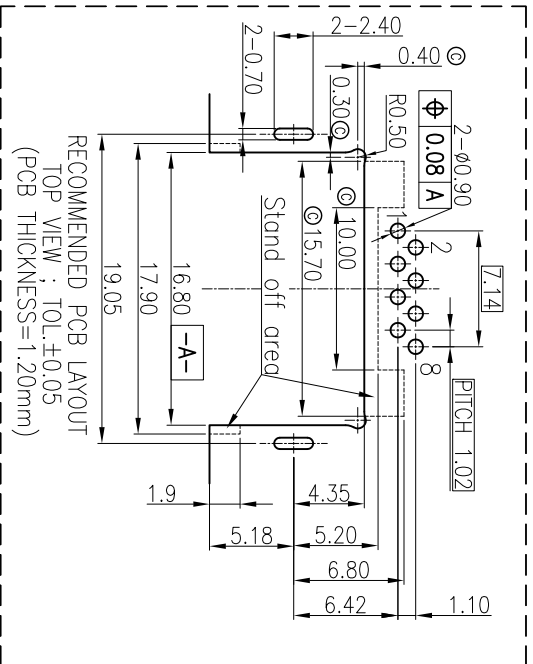 2-2.40
0.40 ©
2-0.70
0.30©
R0.50
2-ø0.90
⌖ 0.08 A
1
2
8
7.14
PITCH 1.02
© 10.00
©15.70
Stand off area
16.80
-A-
17.90
19.05
1.9
4.35
5.18
5.20
6.80
6.42
1.10
RECOMMENDED PCB LAYOUT
TOP VIEW ; TOL.±0.05
(PCB THICKNESS=1.20mm)